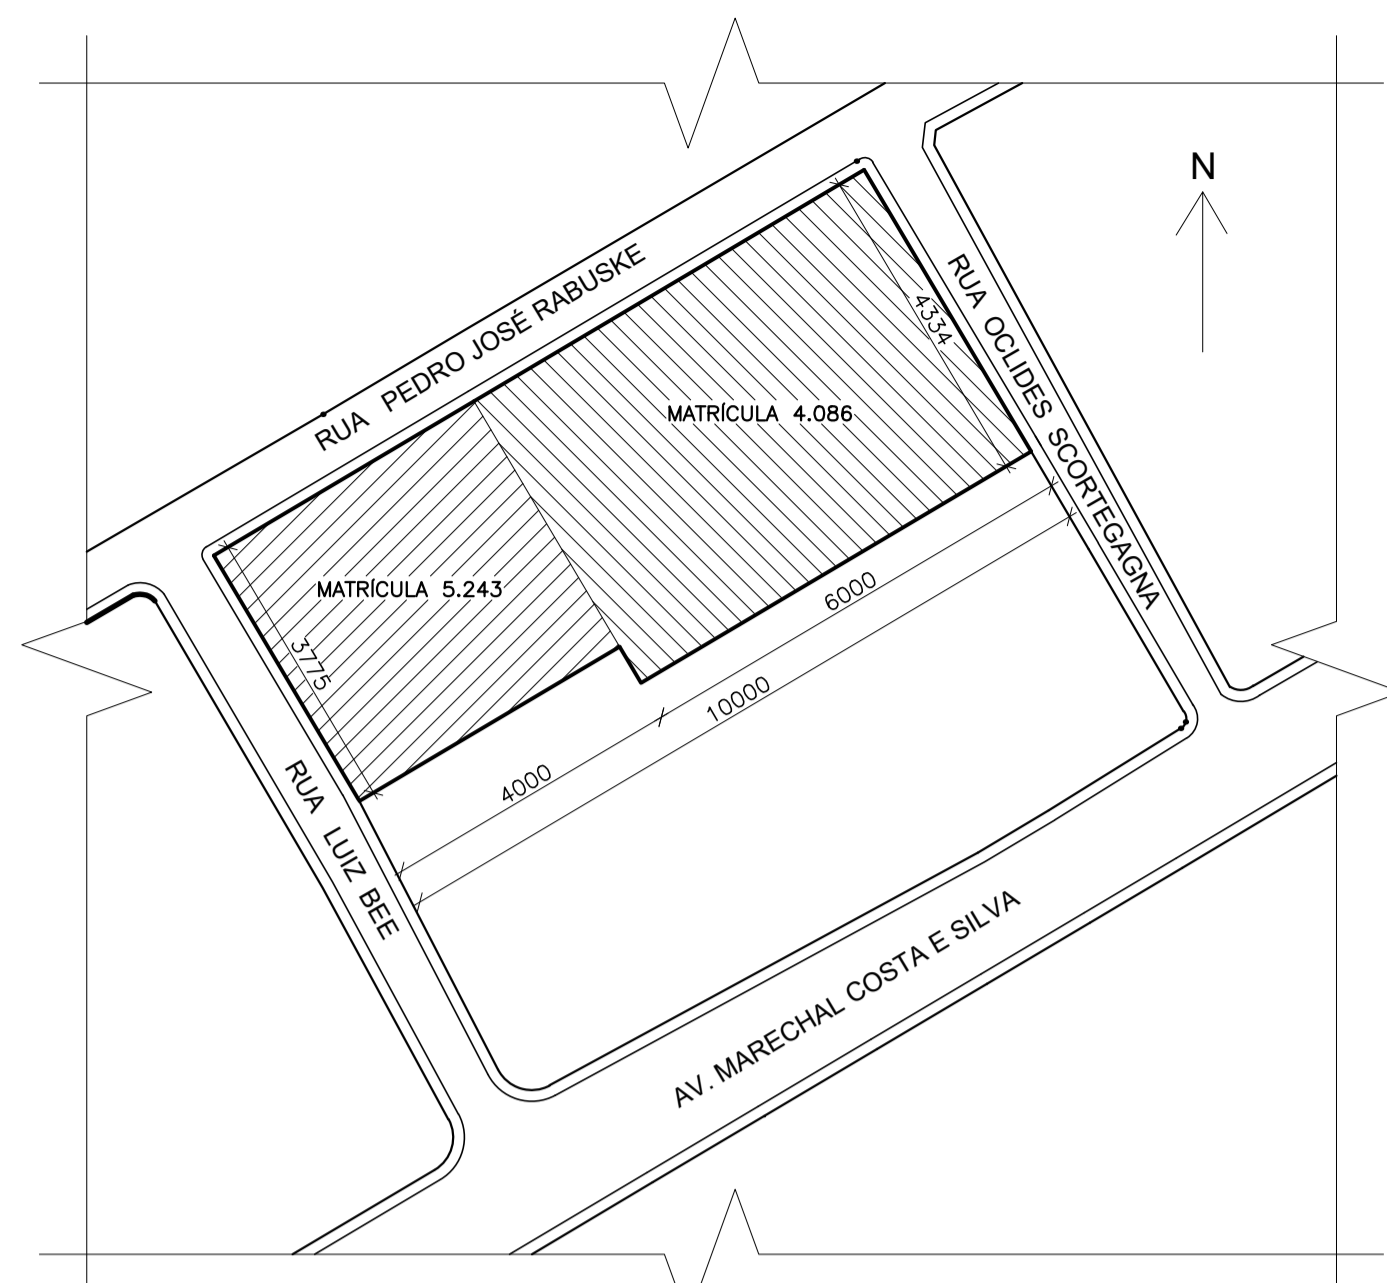 N
RUA PEDRO JOSÉ RABUSKE
RUA OCLIDES SCORTEGAGNA
4334
MATRÍCULA 4.086
MATRÍCULA 5.243
3775
6000
10000
4000
RUA LUIZ BEE
AV. MARECHAL COSTA E SILVA